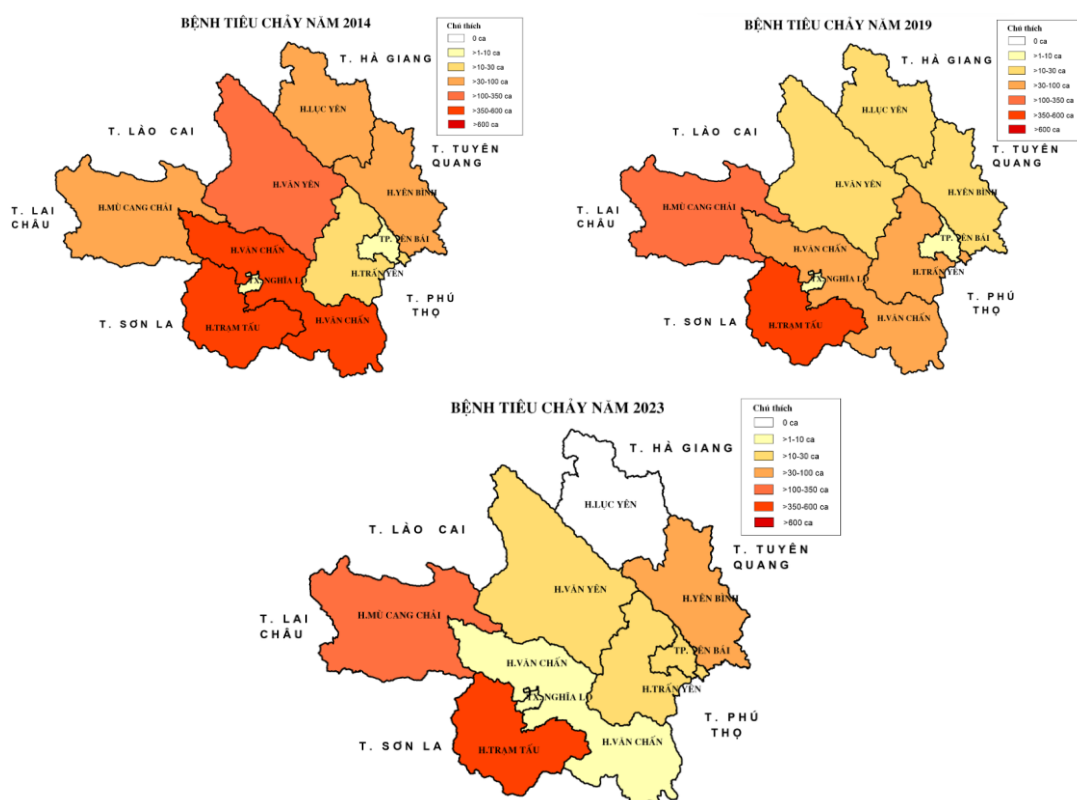 BỆNH TIÊU CHẢY NĂM 2014
Chú thích
0 ca
>1-10 ca
>10-30 ca
>30-100 ca
>100-350 ca
>350-600 ca
>600 ca
T. HÀ GIANG
H.LỤC YÊN
T. LÀO CAI
T. TUYÊN
QUANG
H.VĂN YÊN
H.YÊN BÌNH
H.MÙ CANG CHẢI
T. LAI
CHÂU
TP. YÊN BÁI
H.VĂN CHẤN
H.TRẤN YÊN
TX.NGHĨA LỘ
T. PHÚ
THỌ
T. SƠN LA
H.TRẠM TẤU
H.VĂN CHẤN
BỆNH TIÊU CHẢY NĂM 2019
Chú thích
0 ca
>1-10 ca
>10-30 ca
>30-100 ca
>100-350 ca
>350-600 ca
>600 ca
T. HÀ GIANG
H.LỤC YÊN
T. LÀO CAI
T. TUYÊN
QUANG
H.VĂN YÊN
H.YÊN BÌNH
H.MÙ CANG CHẢI
T. LAI
CHÂU
TP. YÊN BÁI
H.VĂN CHẤN
H.TRẤN YÊN
TX.NGHĨA LỘ
T. PHÚ
THỌ
T. SƠN LA
H.TRẠM TẤU
H.VĂN CHẤN
BỆNH TIÊU CHẢY NĂM 2023
Chú thích
0 ca
>1-10 ca
>10-30 ca
>30-100 ca
>100-350 ca
>350-600 ca
>600 ca
T. HÀ GIANG
H.LỤC YÊN
T. LÀO CAI
T. TUYÊN
QUANG
H.VĂN YÊN
H.YÊN BÌNH
H.MÙ CANG CHẢI
T. LAI
CHÂU
TP. YÊN BÁI
H.VĂN CHẤN
H.TRẤN YÊN
TX.NGHĨA LỘ
T. PHÚ
THỌ
T. SƠN LA
H.TRẠM TẤU
H.VĂN CHẤN